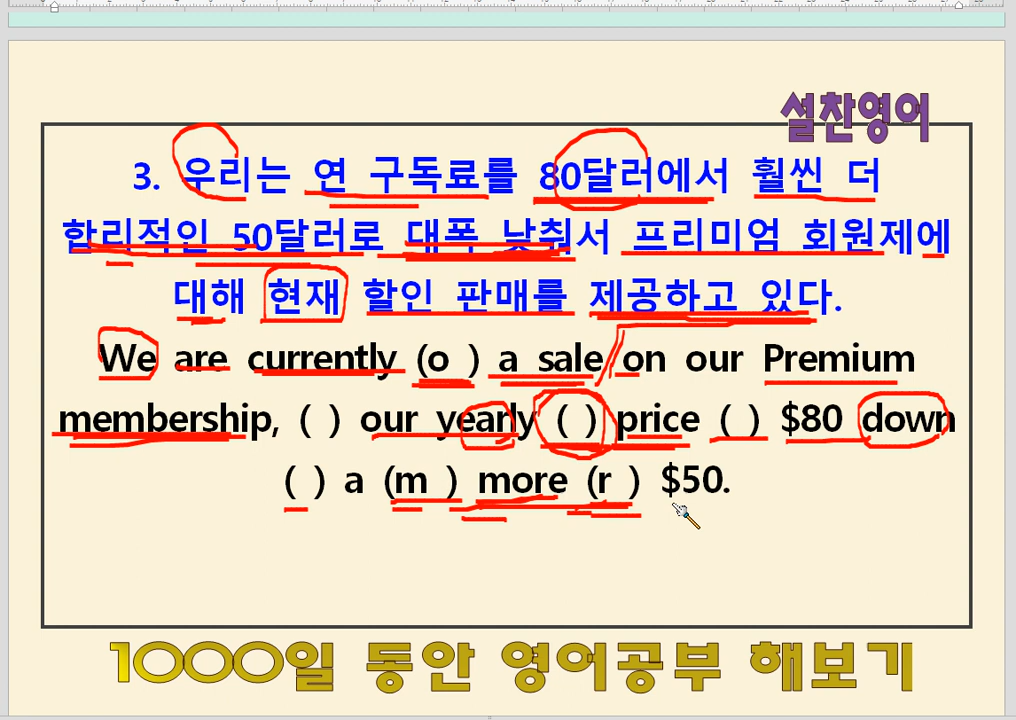 설찬영어
3. 우리는 연 구독료를 80달러에서 훨씬 더
합리적인 50달러로 대폭 낮춰서 프리미엄 회원제에
대해 현재 할인 판매를 제공하고 있다.
We are currently (o ) a sale on our Premium
membership, ( ) our yearly ( ) price ( ) $80 down
( ) a (m ) more (r ) $50.
1000일 동안 영어공부 해보기